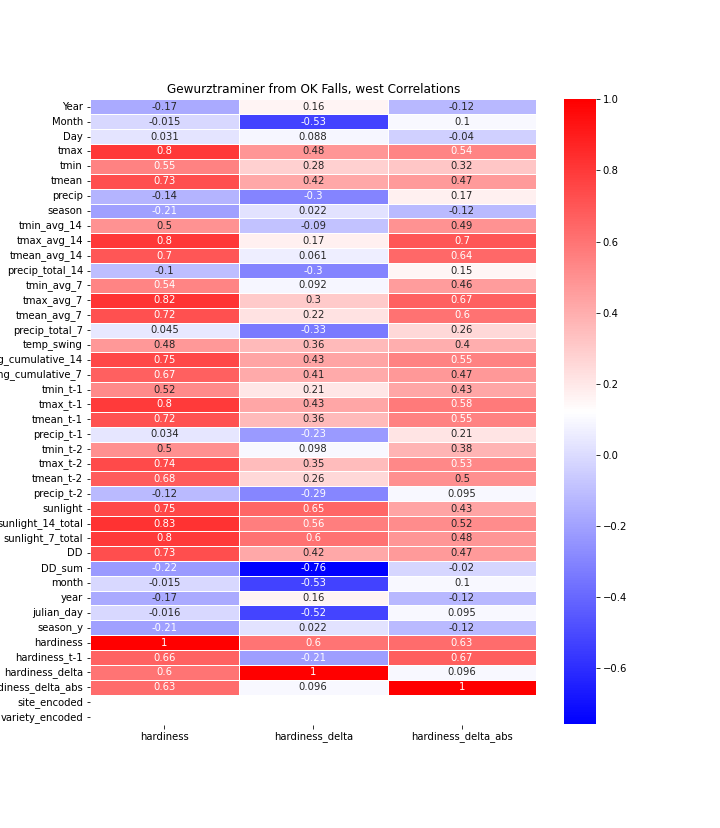 Gewurztraminer from OK Falls, west Correlations
Year -0.17 0.16 -0.12
Month -0.015 -0.53 0.1
Day 0.031 0.088 -0.04
tmax 0.8 0.48 0.54
tmin 0.55 0.28 0.32
tmean 0.73 0.42 0.47
precip -0.14 -0.3 0.17
season -0.21 0.022 -0.12
tmin_avg_14 0.5 -0.09 0.49
tmax_avg_14 0.8 0.17 0.7
tmean_avg_14 0.7 0.061 0.64
precip_total_14 -0.1 -0.3 0.15
tmin_avg_7 0.54 0.092 0.46
tmax_avg_7 0.82 0.3 0.67
tmean_avg_7 0.72 0.22 0.6
precip_total_7 0.045 -0.33 0.26
temp_swing 0.48 0.36 0.4
g_cumulative_14 0.75 0.43 0.55
ng_cumulative_7 0.67 0.41 0.47
tmin_t-1 0.52 0.21 0.43
tmax_t-1 0.8 0.43 0.58
tmean_t-1 0.72 0.36 0.55
precip_t-1 0.034 -0.23 0.21
tmin_t-2 0.5 0.098 0.38
tmax_t-2 0.74 0.35 0.53
tmean_t-2 0.68 0.26 0.5
precip_t-2 -0.12 -0.29 0.095
sunlight 0.75 0.65 0.43
sunlight_14_total 0.83 0.56 0.52
sunlight_7_total 0.8 0.6 0.48
DD 0.73 0.42 0.47
DD_sum -0.22 -0.76 -0.02
month -0.015 -0.53 0.1
year -0.17 0.16 -0.12
julian_day -0.016 -0.52 0.095
season_y -0.21 0.022 -0.12
hardiness 1 0.6 0.63
hardiness_t-1 0.66 -0.21 0.67
hardiness_delta 0.6 1 0.096
diness_delta_abs 0.63 0.096 1
site_encoded
variety_encoded
hardiness hardiness_delta hardiness_delta_abs
1.0
0.8
0.6
0.4
0.2
0.0
−0.2
−0.4
−0.6